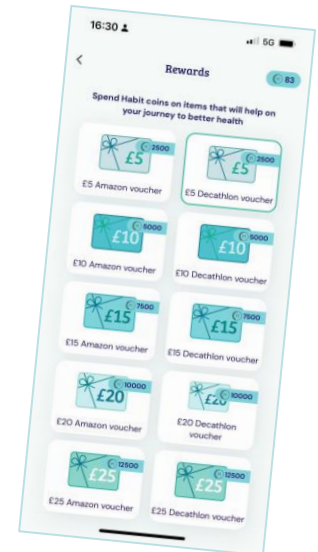 16:30
5G
Rewards
83
Spend Habit coins on items that will help on
your journey to better health
2500
£5
£5 Amazon voucher
2500
£5
£5 Decathlon voucher
5000
£10
£10 Amazon voucher
5000
£10
£10 Decathlon voucher
7500
£15
£15 Amazon voucher
7500
£15
£15 Decathlon voucher
10000
£20
£20 Amazon voucher
10000
£20
£20 Decathlon
voucher
12500
£25
£25 Amazon voucher
12500
£25
£25 Decathlon voucher